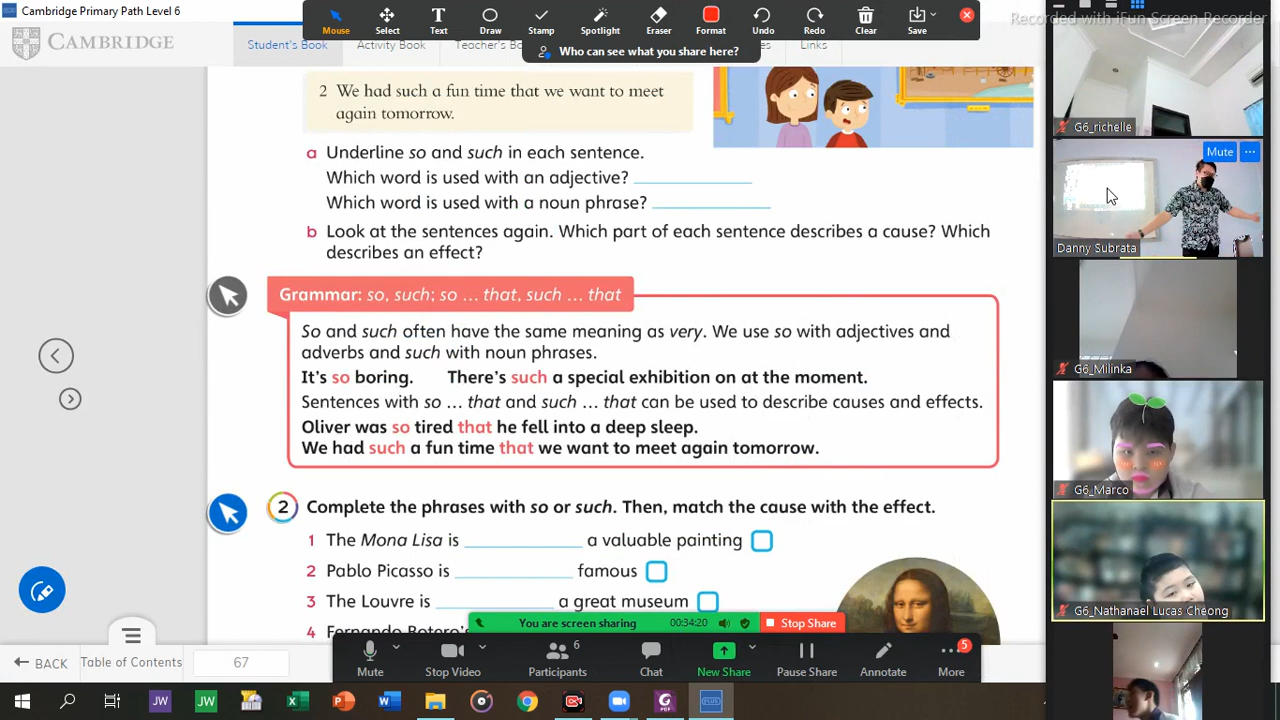 Cambridge Primary Path Level 6
Mouse
Select
Text
Draw
Stamp
Spotlight
Eraser
Format
Undo
Redo
Clear
Save
Who can see what you share here?
Recorded with iFun Screen Recorder
CAMBRIDGE
Student's Book
Activity Book
Teacher's Bo
Links
2 We had such a fun time that we want to meet
again tomorrow.
a Underline so and such in each sentence.
Which word is used with an adjective?
Which word is used with a noun phrase?
b Look at the sentences again. Which part of each sentence describes a cause? Which
describes an effect?
Grammar: so, such; so … that, such … that
So and such often have the same meaning as very. We use so with adjectives and
adverbs and such with noun phrases.
It's so boring. There's such a special exhibition on at the moment.
Sentences with so … that and such … that can be used to describe causes and effects.
Oliver was so tired that he fell into a deep sleep.
We had such a fun time that we want to meet again tomorrow.
2 Complete the phrases with so or such. Then, match the cause with the effect.
1 The Mona Lisa is a valuable painting
2 Pablo Picasso is famous
3 The Louvre is a great museum
4 Fernando Botero's
You are screen sharing
00:34:20
Stop Share
BACK
Table of Contents
67
Mute
Stop Video
6
Participants
Chat
New Share
Pause Share
Annotate
5
More
G6_richelle
Mute
Danny Subrata
G6_Milinka
G6_Marco
G6_Nathanael Lucas Cheong
JW
JW
PLUS